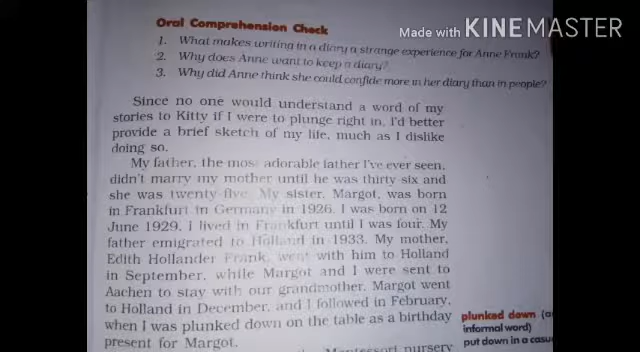 Made with KINEMASTER
Oral Comprehension Check
1. What makes writing in a diary a strange experience for Anne Frank?
2. Why does Anne want to keep a diary?
3. Why did Anne think she could confide more in her diary than in people?
Since no one would understand a word of my
stories to Kitty if I were to plunge right in, I'd better
provide a brief sketch of my life, much as I dislike
doing so.
My father, the most adorable father I've ever seen,
didn't marry my mother until he was thirty-six and
she was twenty-five. My sister, Margot, was born
in Frankfurt in Germany in 1926. I was born on 12
June 1929. I lived in Frankfurt until I was four. My
father emigrated to Holland in 1933. My mother,
Edith Hollander Frank, went with him to Holland
in September, while Margot and I were sent to
Aachen to stay with our grandmother. Margot went
to Holland in December, and I followed in February,
when I was plunked down on the table as a birthday
present for Margot.
plunked down (a
informal word)
put down in a casu
Montessori nursery